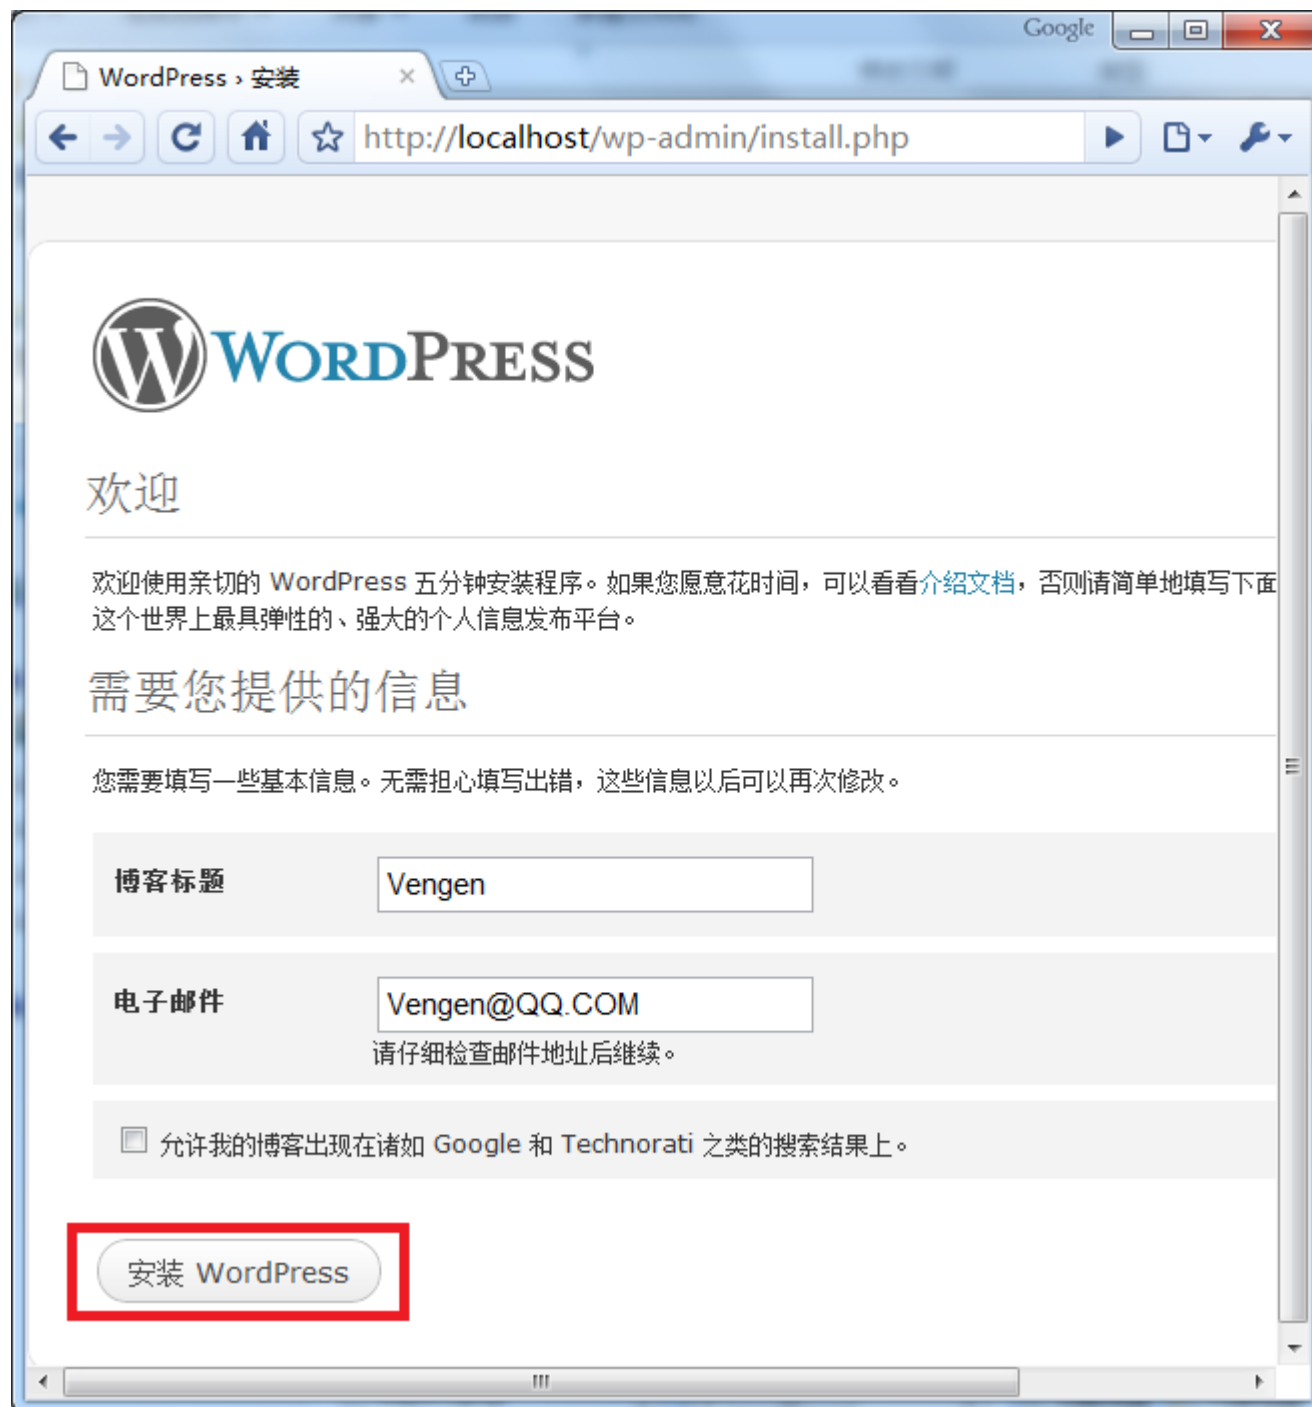 Google
WordPress › 安装
http://localhost/wp-admin/install.php
WORDPRESS
欢迎
欢迎使用亲切的 WordPress 五分钟安装程序。如果您愿意花时间，可以看看介绍文档，否则请简单地填写下面
这个世界上最具弹性的、强大的个人信息发布平台。
需要您提供的信息
您需要填写一些基本信息。无需担心填写出错，这些信息以后可以再次修改。
博客标题
Vengen
电子邮件
Vengen@QQ.COM
请仔细检查邮件地址后继续。
允许我的博客出现在诸如 Google 和 Technorati 之类的搜索结果上。
安装 WordPress